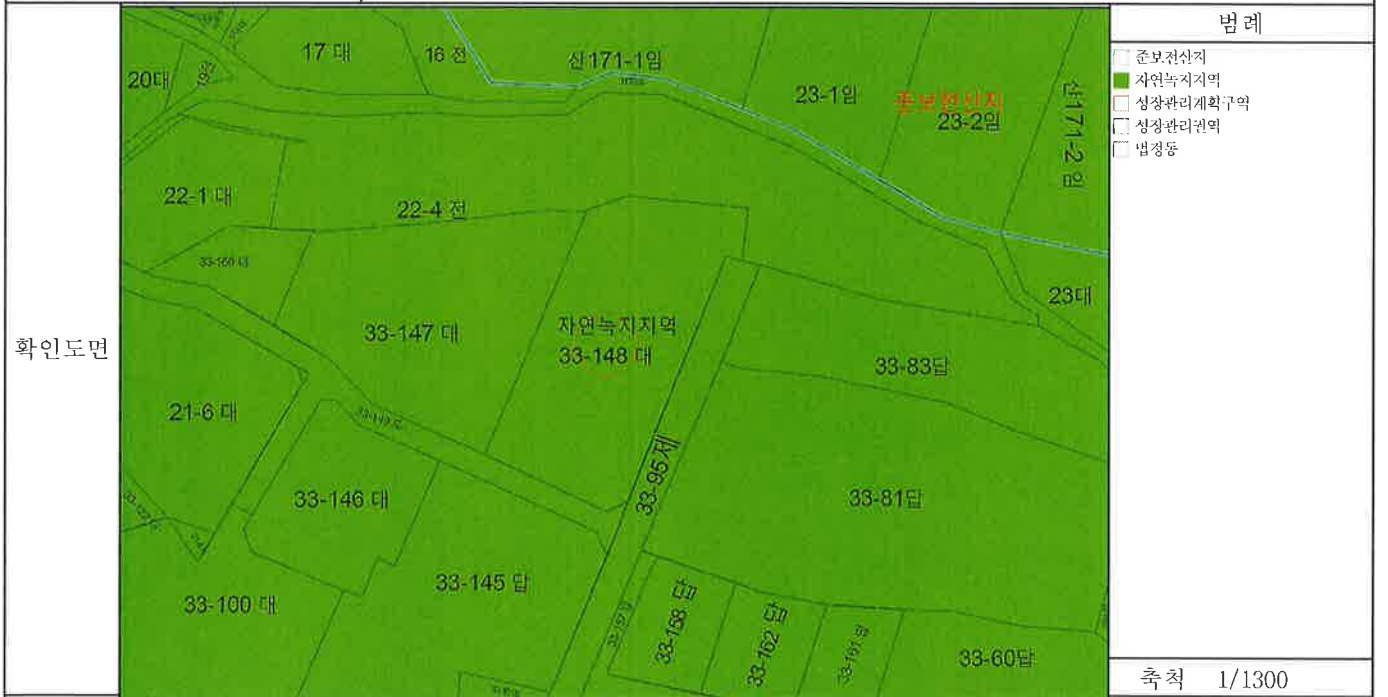 확인도면
17 대
16 전
산171-1임
20대
19전
23-1임
준보전산지
23-2임
산171-2 임
22-1 대
22-4 전
33-147 대
자연녹지지역
33-148 대
23대
33-83답
21-6 대
33-95제
33-146 대
33-81답
33-145 답
33-100 대
33-158 답
33-162 답
33-161 답
33-60답
범례
준보전산지
자연녹지지역
성장관리계획구역
성장관리권역
법정동
축척 1/1300